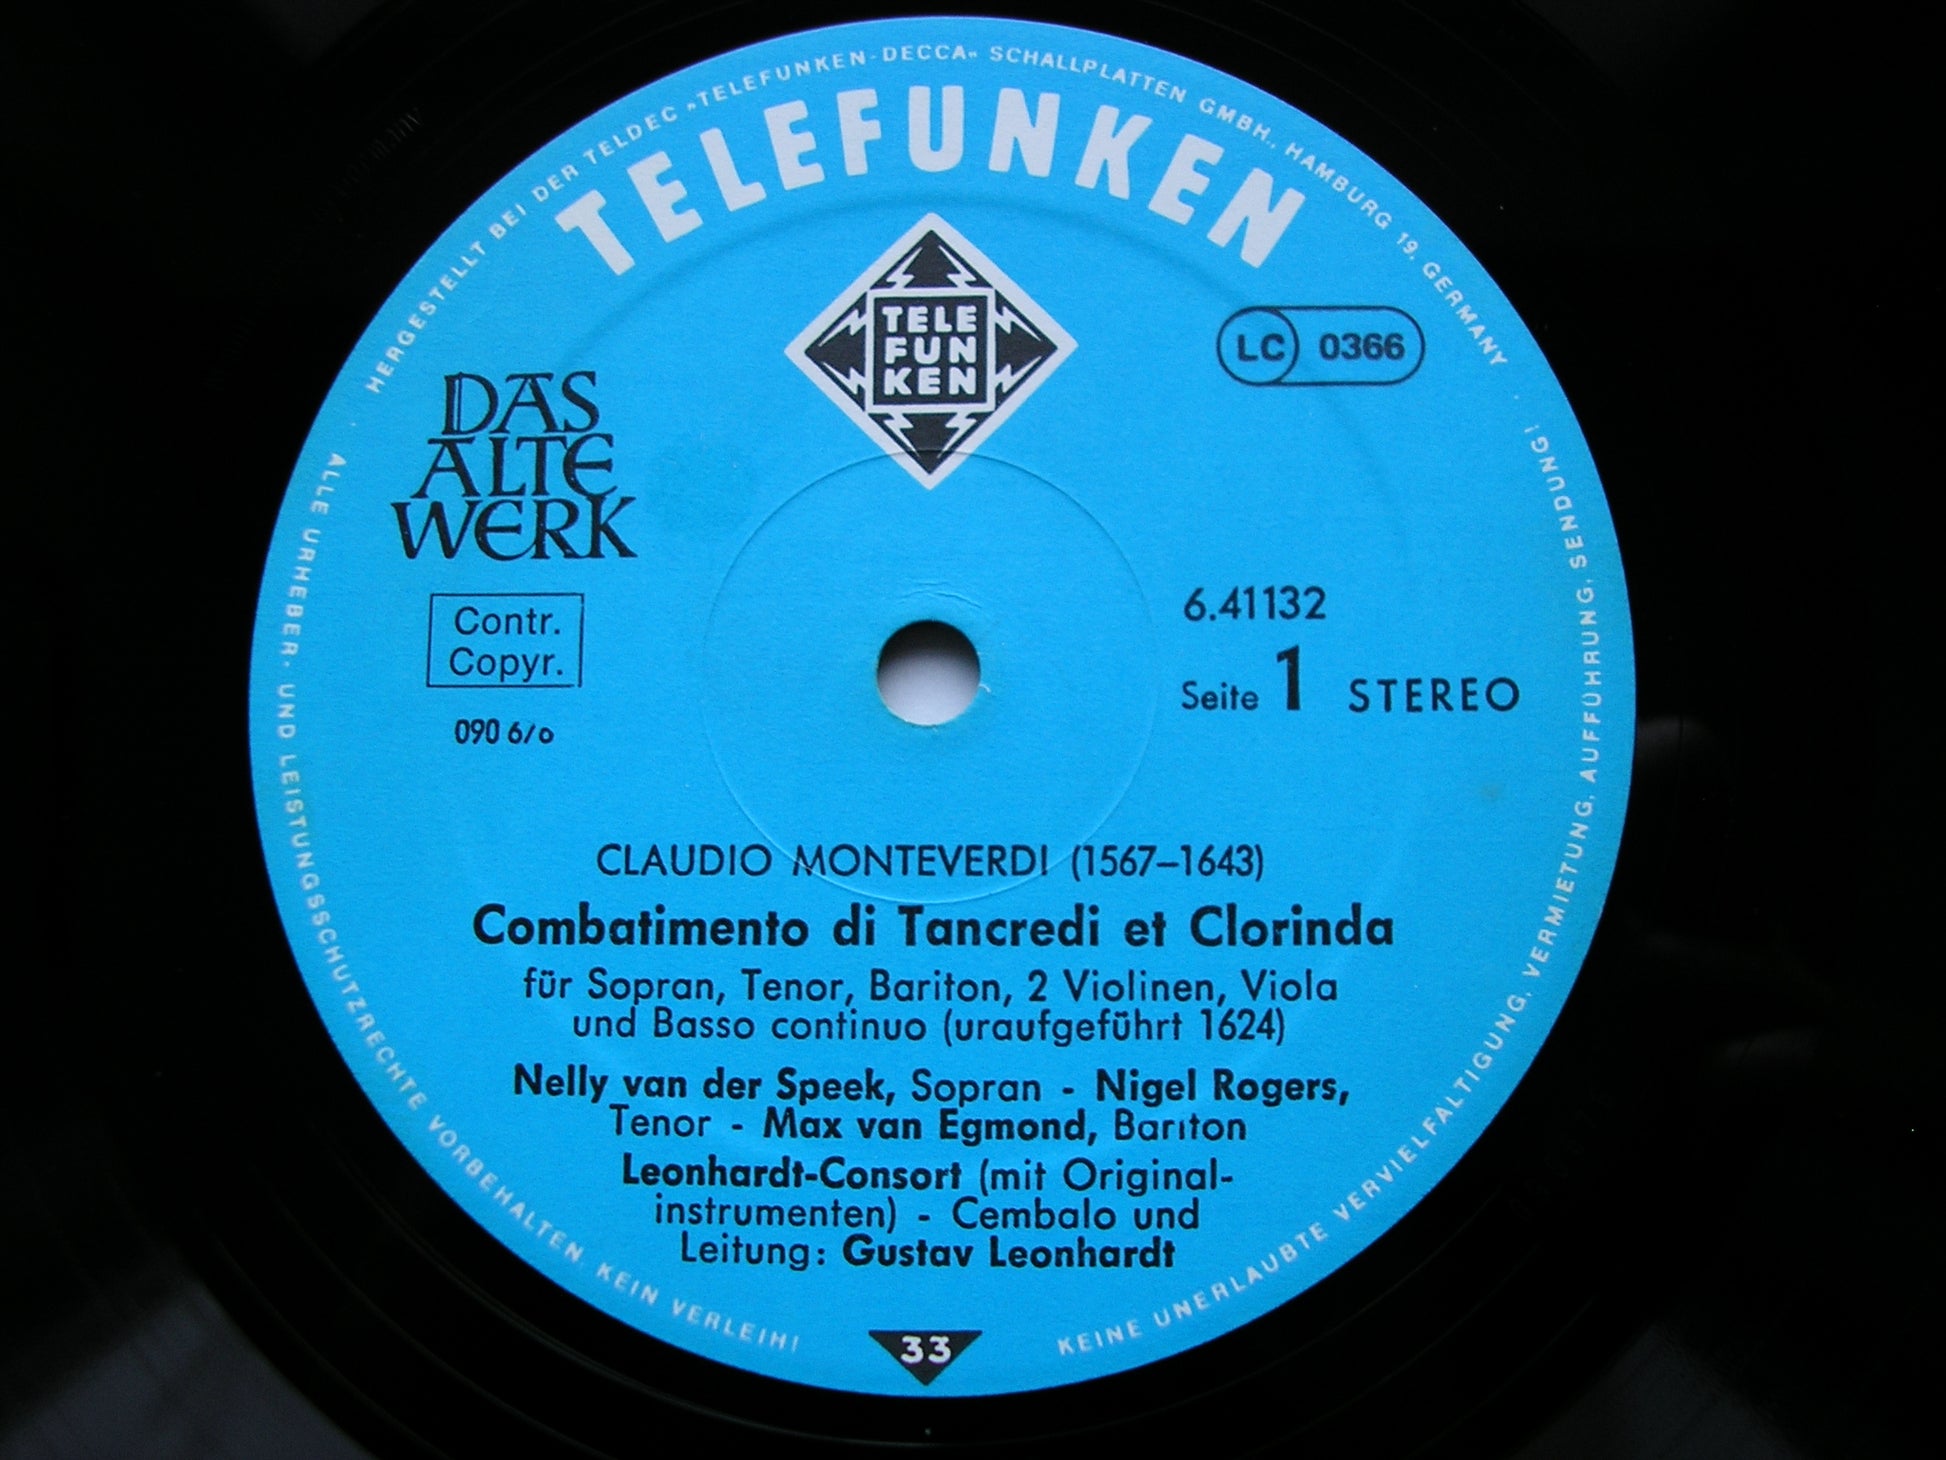 HERGESTELLT BEI DER TELDEC »TELEFUNKEN-DECCA« SCHALLPLATTEN GMBH., HAMBURG 19, GERMANY
TELEFUNKEN
TELE
FUN
KEN
LC 0366
DAS
ALTE
WERK
Contr.
Copyr.
090 6/o
6.41132
Seite 1 STEREO
CLAUDIO MONTEVERDI (1567–1643)
Combatimento di Tancredi et Clorinda
für Sopran, Tenor, Bariton, 2 Violinen, Viola
und Basso continuo (uraufgeführt 1624)
Nelly van der Speek, Sopran - Nigel Rogers,
Tenor - Max van Egmond, Bariton
Leonhardt-Consort (mit Original-
instrumenten) - Cembalo und
Leitung: Gustav Leonhardt
33
ALLE URHEBER- UND LEISTUNGSSCHUTZRECHTE VORBEHALTEN. KEIN VERLEIH!
KEINE UNERLAUBTE VERVIELFALTIGUNG, VERMIETUNG, AUFFÜHRUNG, SENDUNG!